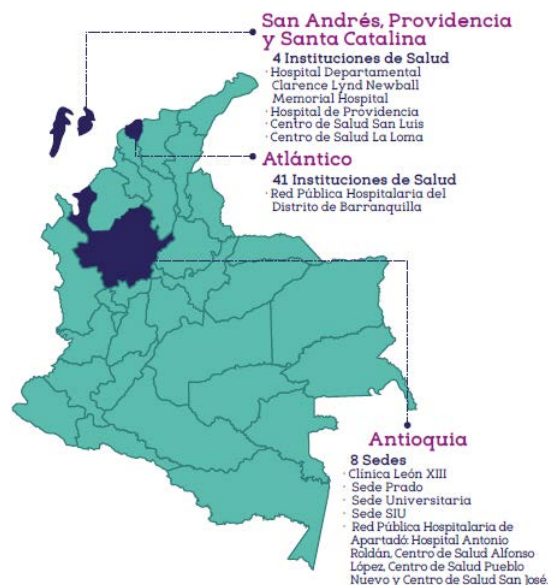 San Andrés, Providencia
y Santa Catalina
4 Instituciones de Salud
· Hospital Departamental
Clarence Lynd Newball
Memorial Hospital
· Hospital de Providencia
· Centro de Salud San Luis
· Centro de Salud La Loma
Atlántico
41 Instituciones de Salud
· Red Pública Hospitalaria del
Distrito de Barranquilla
Antioquia
8 Sedes
· Clínica León XIII
· Sede Prado
· Sede Universitaria
· Sede SIU
· Red Pública Hospitalaria de
Apartadó: Hospital Antonio
Roldán, Centro de Salud Alfonso
López, Centro de Salud Pueblo
Nuevo y Centro de Salud San José.